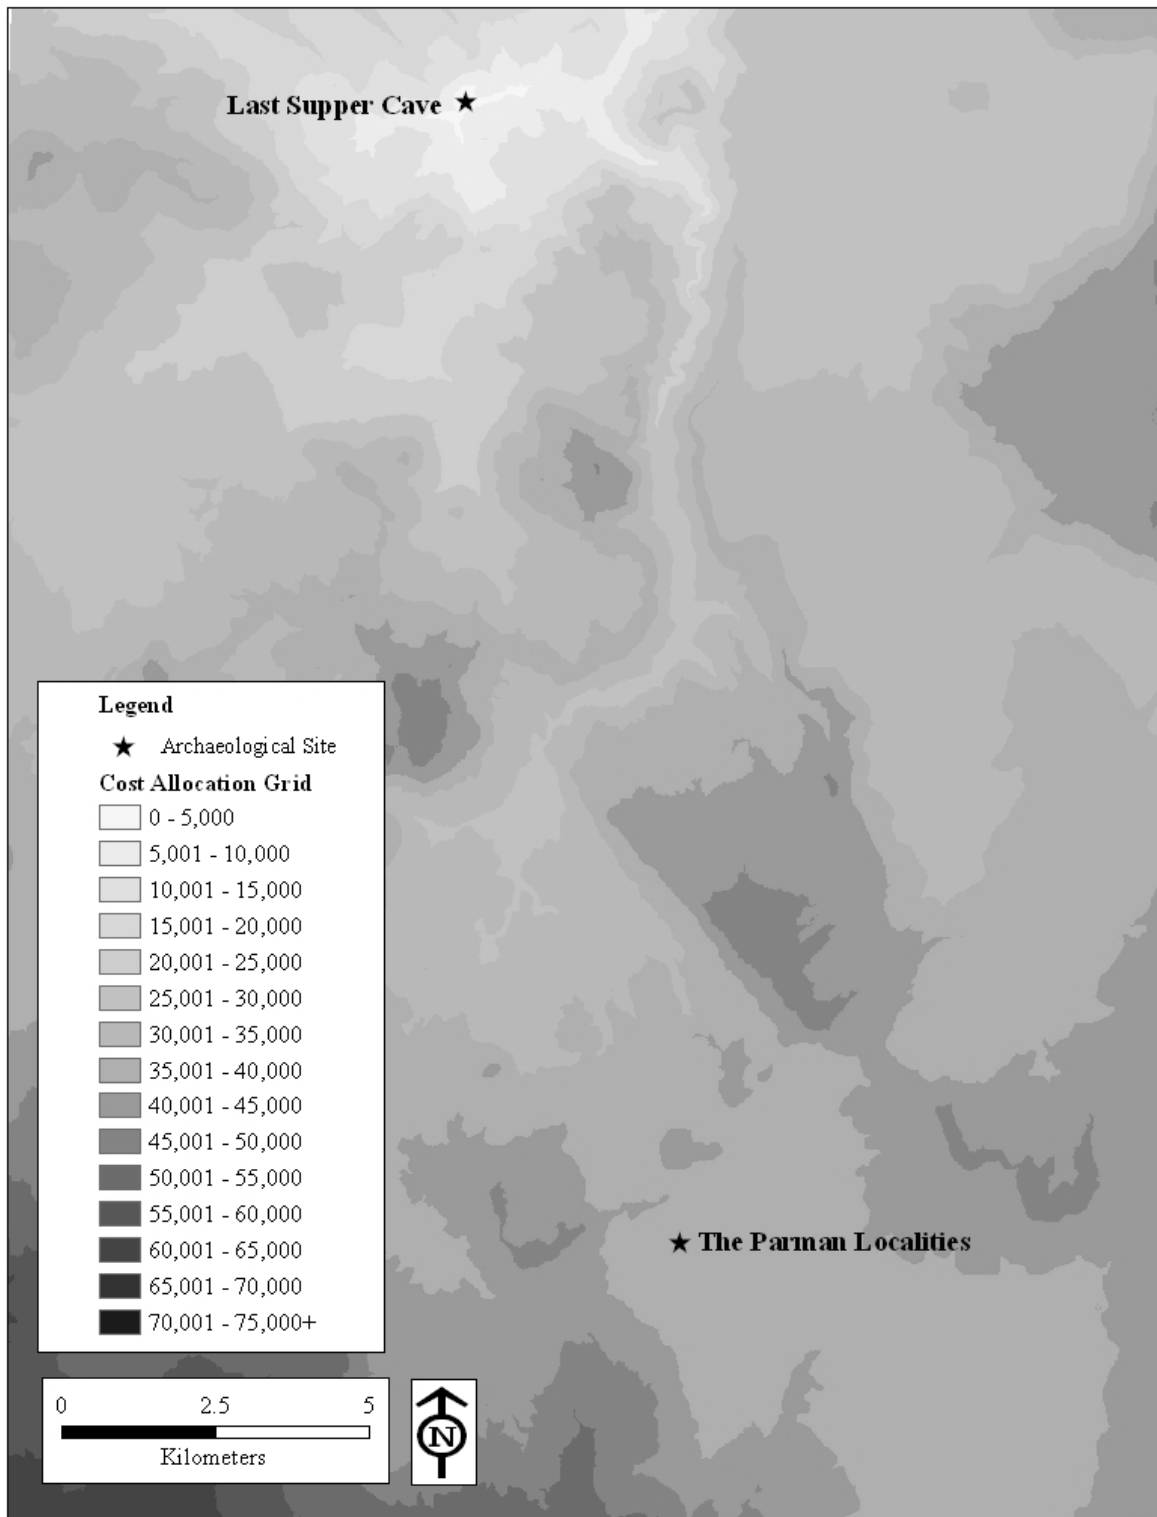 Last Supper Cave
Legend
Archaeological Site
Cost Allocation Grid
0 - 5,000
5,001 - 10,000
10,001 - 15,000
15,001 - 20,000
20,001 - 25,000
25,001 - 30,000
30,001 - 35,000
35,001 - 40,000
40,001 - 45,000
45,001 - 50,000
50,001 - 55,000
55,001 - 60,000
60,001 - 65,000
65,001 - 70,000
70,001 - 75,000+
The Parman Localities
0 2.5 5
Kilometers
N